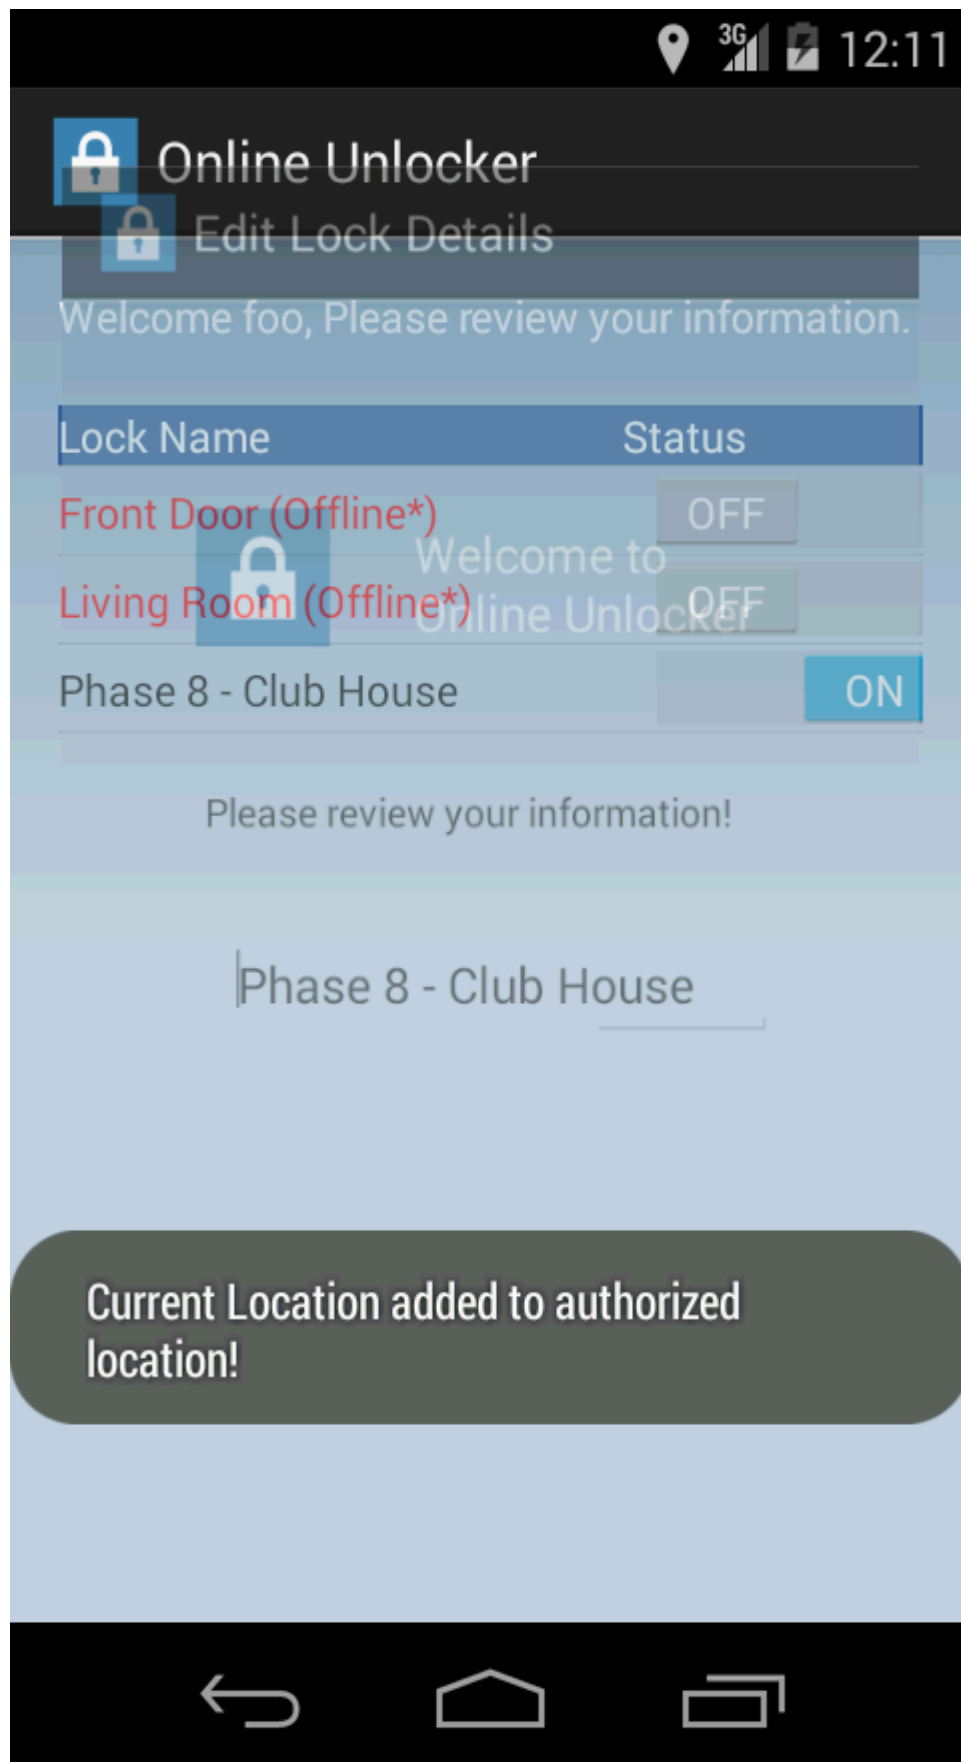 3G 12:11
Online Unlocker
Edit Lock Details
Welcome foo, Please review your information.
Lock Name Status
Front Door (Offline*) OFF
Welcome to
Living Room (Offline*) OFF
Online Unlocker
Phase 8 - Club House ON
Please review your information!
Phase 8 - Club House
Current Location added to authorized
location!